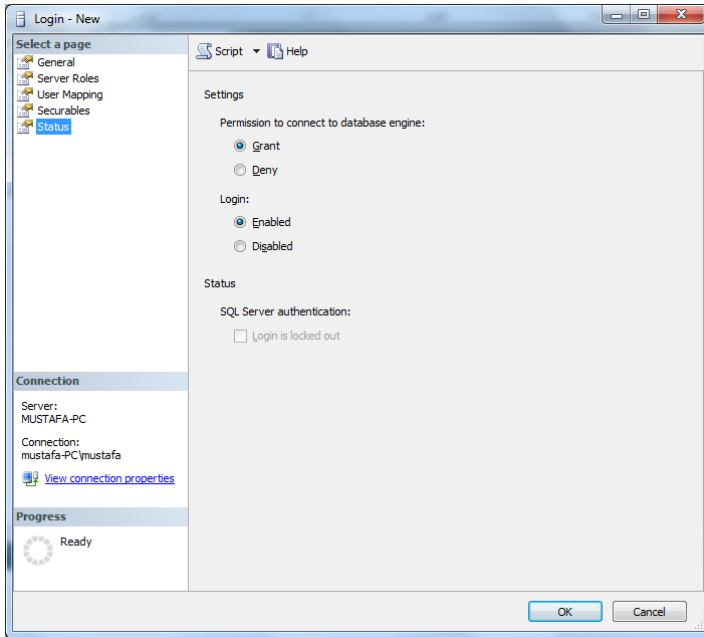 Login - New
Select a page
General
Server Roles
User Mapping
Securables
Status
Script
Help
Settings
Permission to connect to database engine:
Grant
Deny
Login:
Enabled
Disabled
Status
SQL Server authentication:
Login is locked out
Connection
Server:
MUSTAFA-PC
Connection:
mustafa-PC\mustafa
View connection properties
Progress
Ready
OK
Cancel